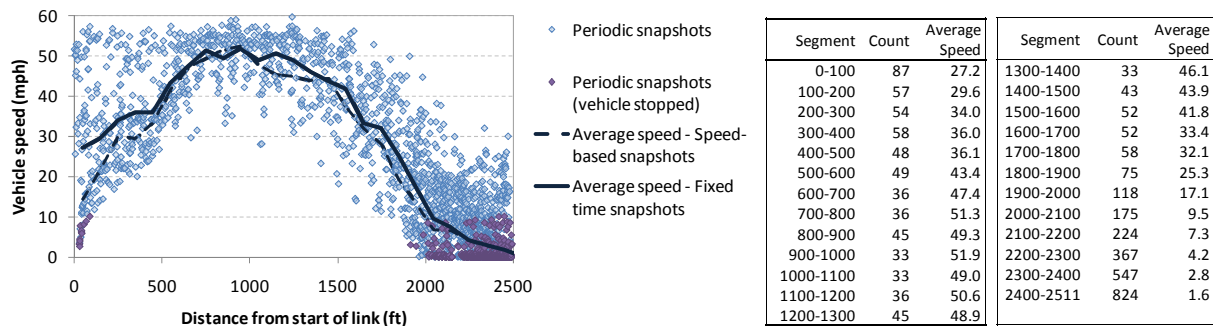 60
50
40
30
20
10
0
Vehicle speed (mph)
0 500 1000 1500 2000 2500
Distance from start of link (ft)
Periodic snapshots
Periodic snapshots
(vehicle stopped)
Average speed - Speed-
based snapshots
Average speed - Fixed
time snapshots
Segment Count Average
Speed
0-100 87 27.2
100-200 57 29.6
200-300 54 34.0
300-400 58 36.0
400-500 48 36.1
500-600 49 43.4
600-700 36 47.4
700-800 36 51.3
800-900 45 49.3
900-1000 33 51.9
1000-1100 33 49.0
1100-1200 36 50.6
1200-1300 45 48.9
Segment Count Average
Speed
1300-1400 33 46.1
1400-1500 43 43.9
1500-1600 52 41.8
1600-1700 52 33.4
1700-1800 58 32.1
1800-1900 75 25.3
1900-2000 118 17.1
2000-2100 175 9.5
2100-2200 224 7.3
2200-2300 367 4.2
2300-2400 547 2.8
2400-2511 824 1.6